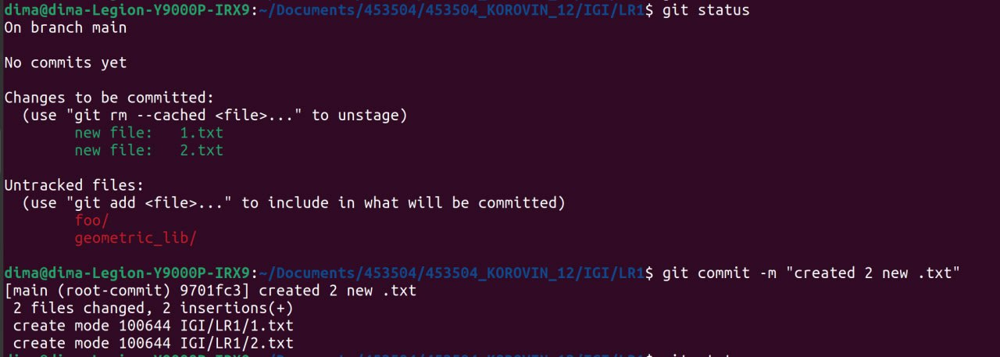 dima@dima-Legion-Y9000P-IRX9:~/Documents/453504/453504_KOROVIN_12/IGI/LR1$ git status
On branch main
No commits yet
Changes to be committed:
(use "git rm --cached <file>..." to unstage)
new file: 1.txt
new file: 2.txt
Untracked files:
(use "git add <file>..." to include in what will be committed)
foo/
geometric_lib/
dima@dima-Legion-Y9000P-IRX9:~/Documents/453504/453504_KOROVIN_12/IGI/LR1$ git commit -m "created 2 new .txt"
[main (root-commit) 9701fc3] created 2 new .txt
2 files changed, 2 insertions(+)
create mode 100644 IGI/LR1/1.txt
create mode 100644 IGI/LR1/2.txt